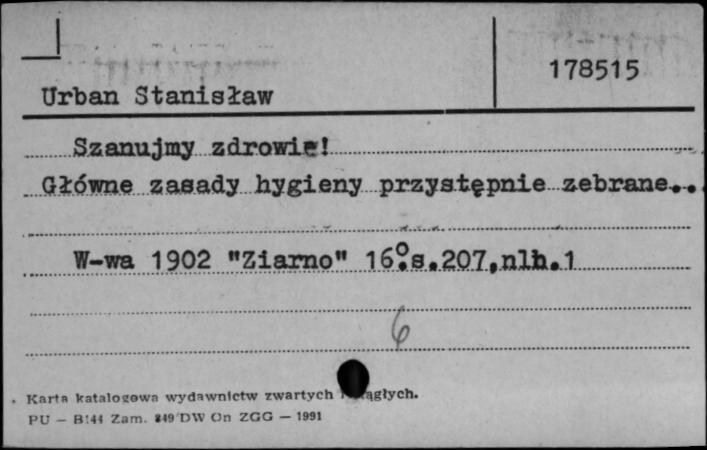 178515
Urban Stanisław
Szanujmy zdrowie!
Główne zasady hygieny przystępnie zebrane...
W-wa 1902 "Ziarno" 16°.s.207,nlb.1
6
Karta katalogowa wydawnictw zwartych i ciągłych.
PU — B144 Zam. 849 DW On ZGG — 1991